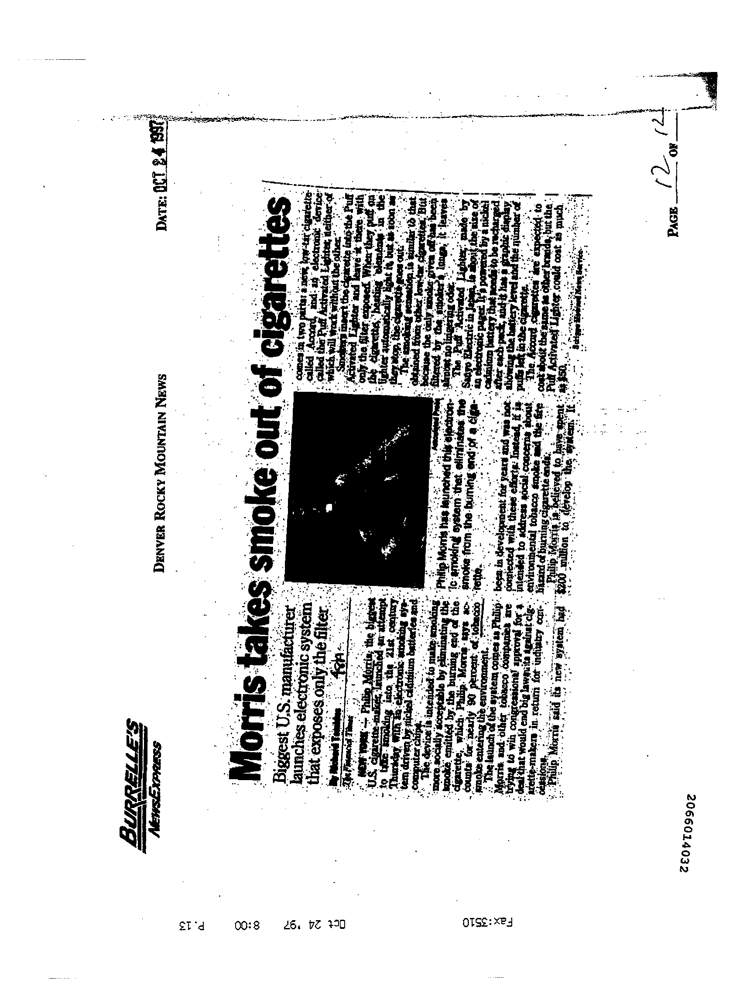 BURRELLE'S
NEWSEXPRESS
DENVER ROCKY MOUNTAIN NEWS
DATE: OCT 24 1997
Morris takes smoke out of cigarettes
Biggest U.S. manufacturer
launches electronic system
that exposes only the filter
By Richard
The Financial Times
NEW YORK — Philip Morris, the biggest
U.S. cigarette-maker, launched an attempt
to take smoking into the 21st century
Thursday with an electronic smoking sys-
tem driven by nickel cadmium batteries and
computer chips.
The device is intended to make smoking
more socially acceptable by eliminating the
smoke emitted by the burning end of the
cigarette, which Philip Morris says ac-
counts for nearly 90 percent of tobacco
smoke entering the environment.
The launch of the system comes as Philip
Morris and other tobacco companies are
trying to win congressional approval for a
deal that would end big lawsuits against cig-
arette-makers in return for industry con-
cessions.
Philip Morris said its new system had
Philip Morris has launched this electron-
ic smoking system that eliminates the
smoke from the burning end of a ciga-
rette.
been in development for years and was not
connected with these efforts. Instead, it is
intended to address social concerns about
environmental tobacco smoke and the fire
hazard of burning cigarette ends.
Philip Morris is believed to have spent
$200 million to develop the system. It
comes in two parts: a new, low-tar cigarette
called Accord, and an electronic device
called the Puff Activated Lighter, neither of
which will work without the other.
Smokers insert the cigarette into the Puff
Activated Lighter and leave it there with
only the filter exposed. When they puff on
the cigarette, heating elements in the
lighter automatically light it, but as soon as
they stop, the cigarette goes out.
The smoking sensation is similar to that
obtained from other low-tar cigarettes. But
because the only smoke given off has been
filtered by the smoker's lungs, it leaves
almost no lingering odor.
The Puff Activated Lighter, made by
Sanyo Electric in Japan, is about the size of
an electronic pager. It's powered by a nickel
cadmium battery that needs to be recharged
after each pack, and it has a graphic display
showing the battery level and the number of
puffs left in the cigarette.
The Accord cigarettes are expected to
cost about the same as other brands, but the
Puff Activated Lighter could cost as much
as $50.
Scripps Howard News Service
PAGE 12 OF 12
2066014032
Fax:3510
Oct 24 '97
8:00
P.13